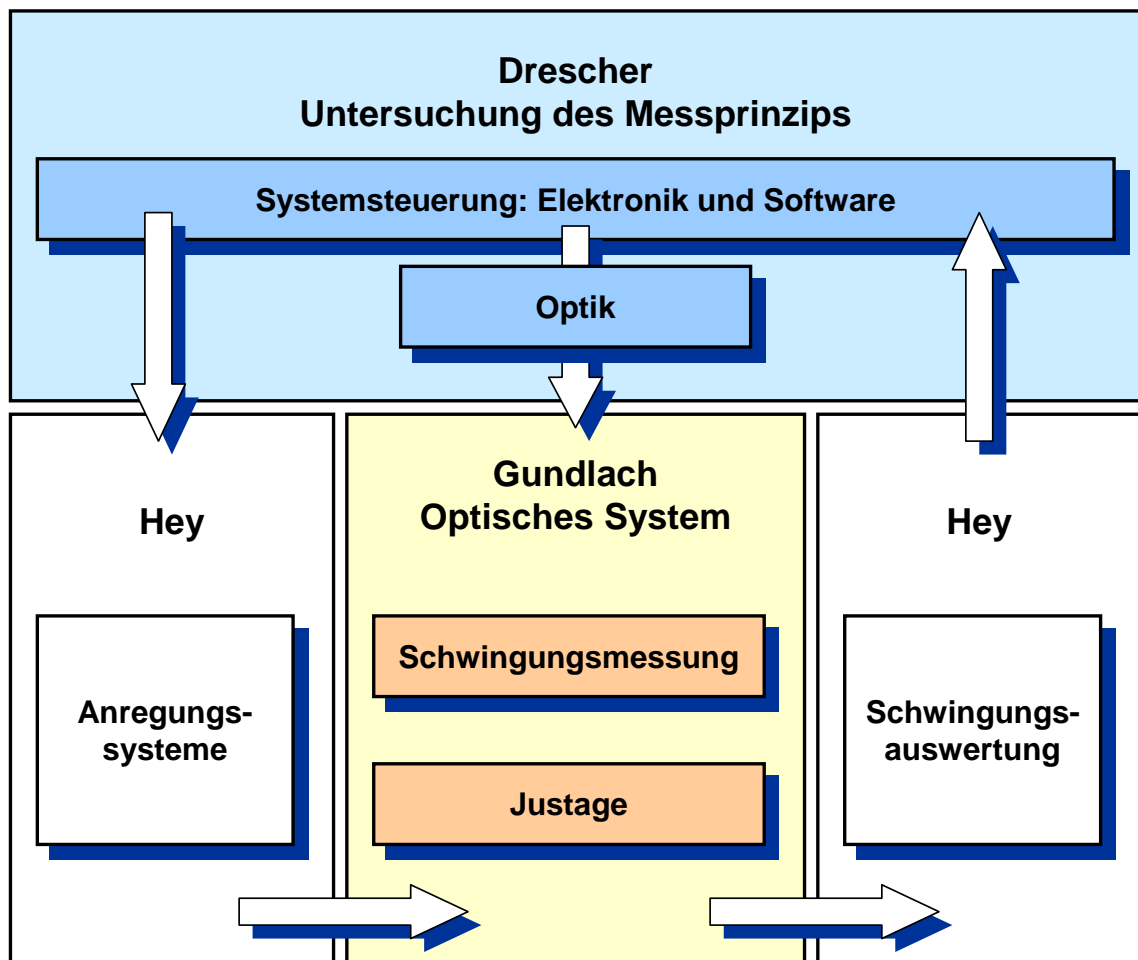 Drescher
Untersuchung des Messprinzips
Systemsteuerung: Elektronik und Software
Optik
Hey
Anregungs-
systeme
Gundlach
Optisches System
Schwingungsmessung
Justage
Hey
Schwingungs-
auswertung